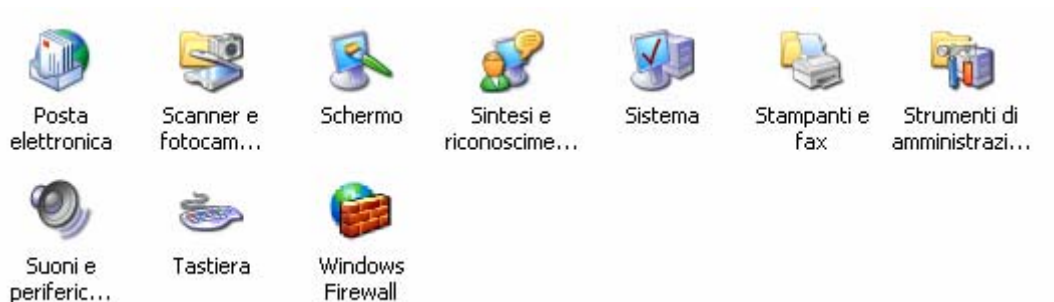 Posta elettronica
Scanner e fotocam...
Schermo
Sintesi e riconoscime...
Sistema
Stampanti e fax
Strumenti di amministrazi...
Suoni e periferic...
Tastiera
Windows Firewall